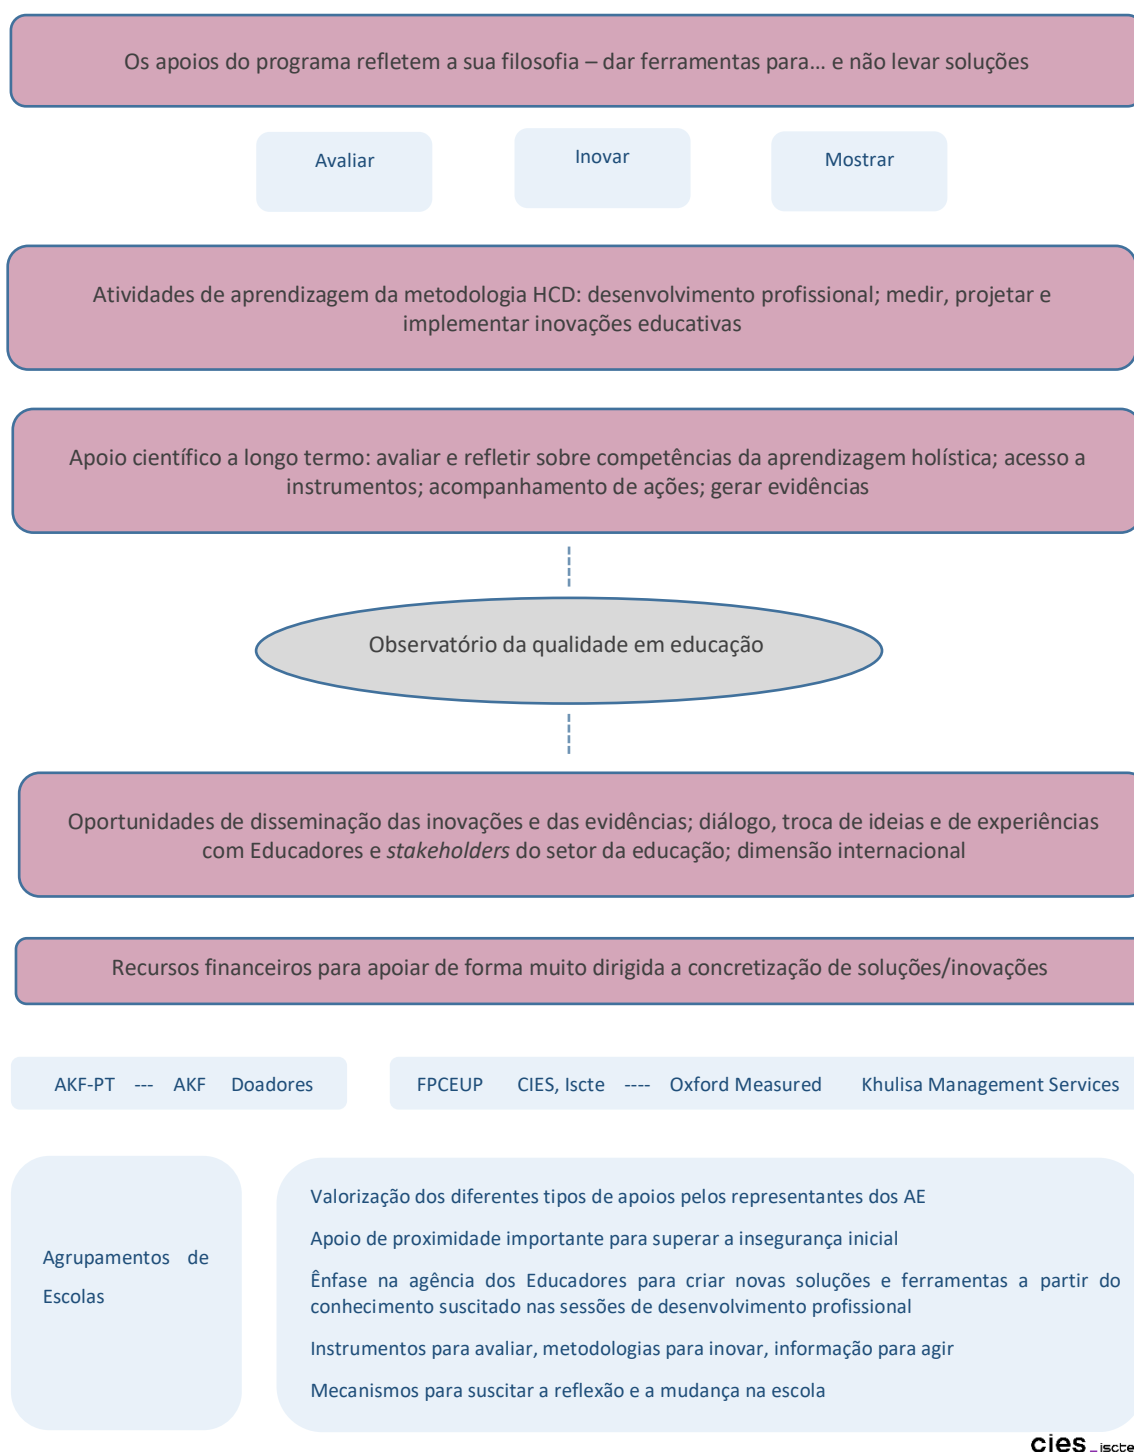 Os apoios do programa refletem a sua filosofia – dar ferramentas para... e não levar soluções
Avaliar
Inovar
Mostrar
Atividades de aprendizagem da metodologia HCD: desenvolvimento profissional; medir, projetar e
implementar inovações educativas
Apoio científico a longo termo: avaliar e refletir sobre competências da aprendizagem holística; acesso a
instrumentos; acompanhamento de ações; gerar evidências
Observatório da qualidade em educação
Oportunidades de disseminação das inovações e das evidências; diálogo, troca de ideias e de experiências
com Educadores e stakeholders do setor da educação; dimensão internacional
Recursos financeiros para apoiar de forma muito dirigida a concretização de soluções/inovações
AKF-PT --- AKF Doadores
FPCEUP CIES, Iscte ---- Oxford Measured Khulisa Management Services
Agrupamentos de
Escolas
Valorização dos diferentes tipos de apoios pelos representantes dos AE
Apoio de proximidade importante para superar a insegurança inicial
Ênfase na agência dos Educadores para criar novas soluções e ferramentas a partir do
conhecimento suscitado nas sessões de desenvolvimento profissional
Instrumentos para avaliar, metodologias para inovar, informação para agir
Mecanismos para suscitar a reflexão e a mudança na escola
cies_iscte